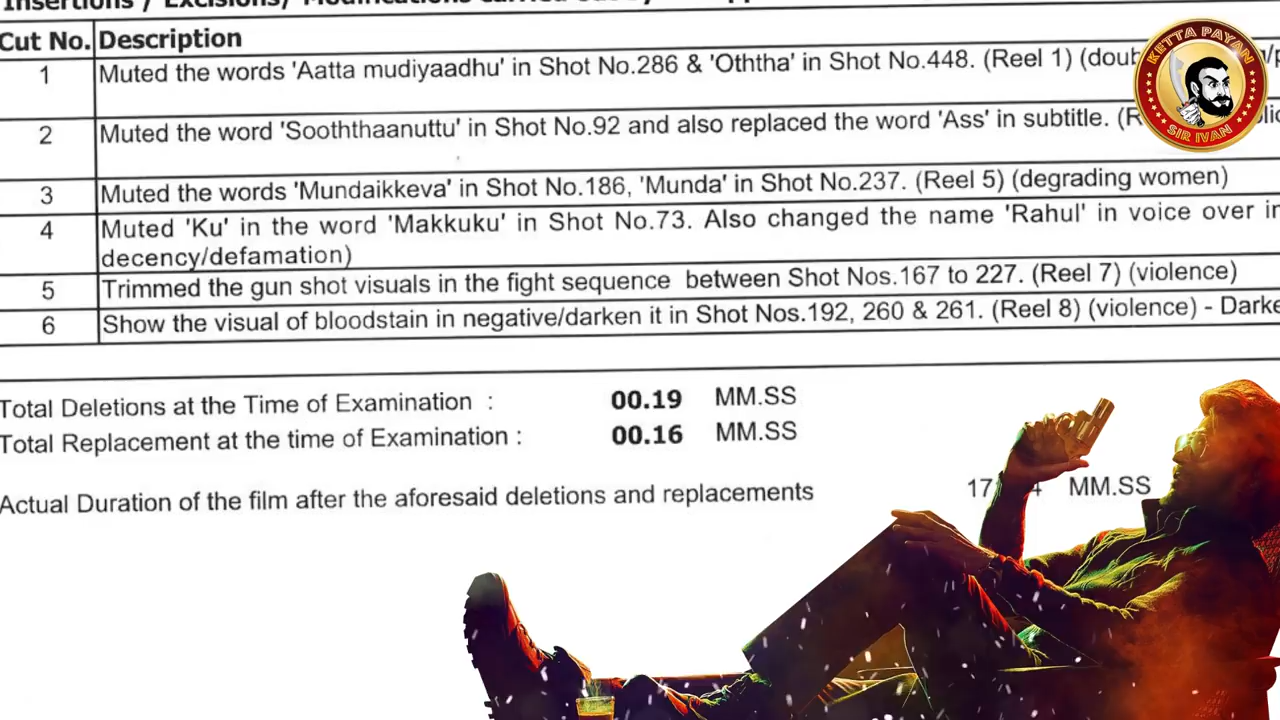 Insertions / Excisions/ Modifications Carried Out By
Cut No. Description
1 Muted the words 'Aatta mudiyaadhu' in Shot No.286 & 'Oththa' in Shot No.448. (Reel 1)
2 Muted the word 'Sooththaanuttu' in Shot No.92 and also replaced the word 'Ass' in subtitle.
3 Muted the words 'Mundaikkeva' in Shot No.186, 'Munda' in Shot No.237. (Reel 5) (degrading women)
4 Muted 'Ku' in the word 'Makkuku' in Shot No.73. Also changed the name 'Rahul' in voice over in
decency/defamation)
5 Trimmed the gun shot visuals in the fight sequence between Shot Nos.167 to 227. (Reel 7) (violence)
6 Show the visual of bloodstain in negative/darken it in Shot Nos.192, 260 & 261. (Reel 8) (violence) -
Total Deletions at the Time of Examination : 00.19 MM.SS
Total Replacement at the time of Examination : 00.16 MM.SS
Actual Duration of the film after the aforesaid deletions and replacements MM.SS
KETTA PAYAN
SIR IVAN